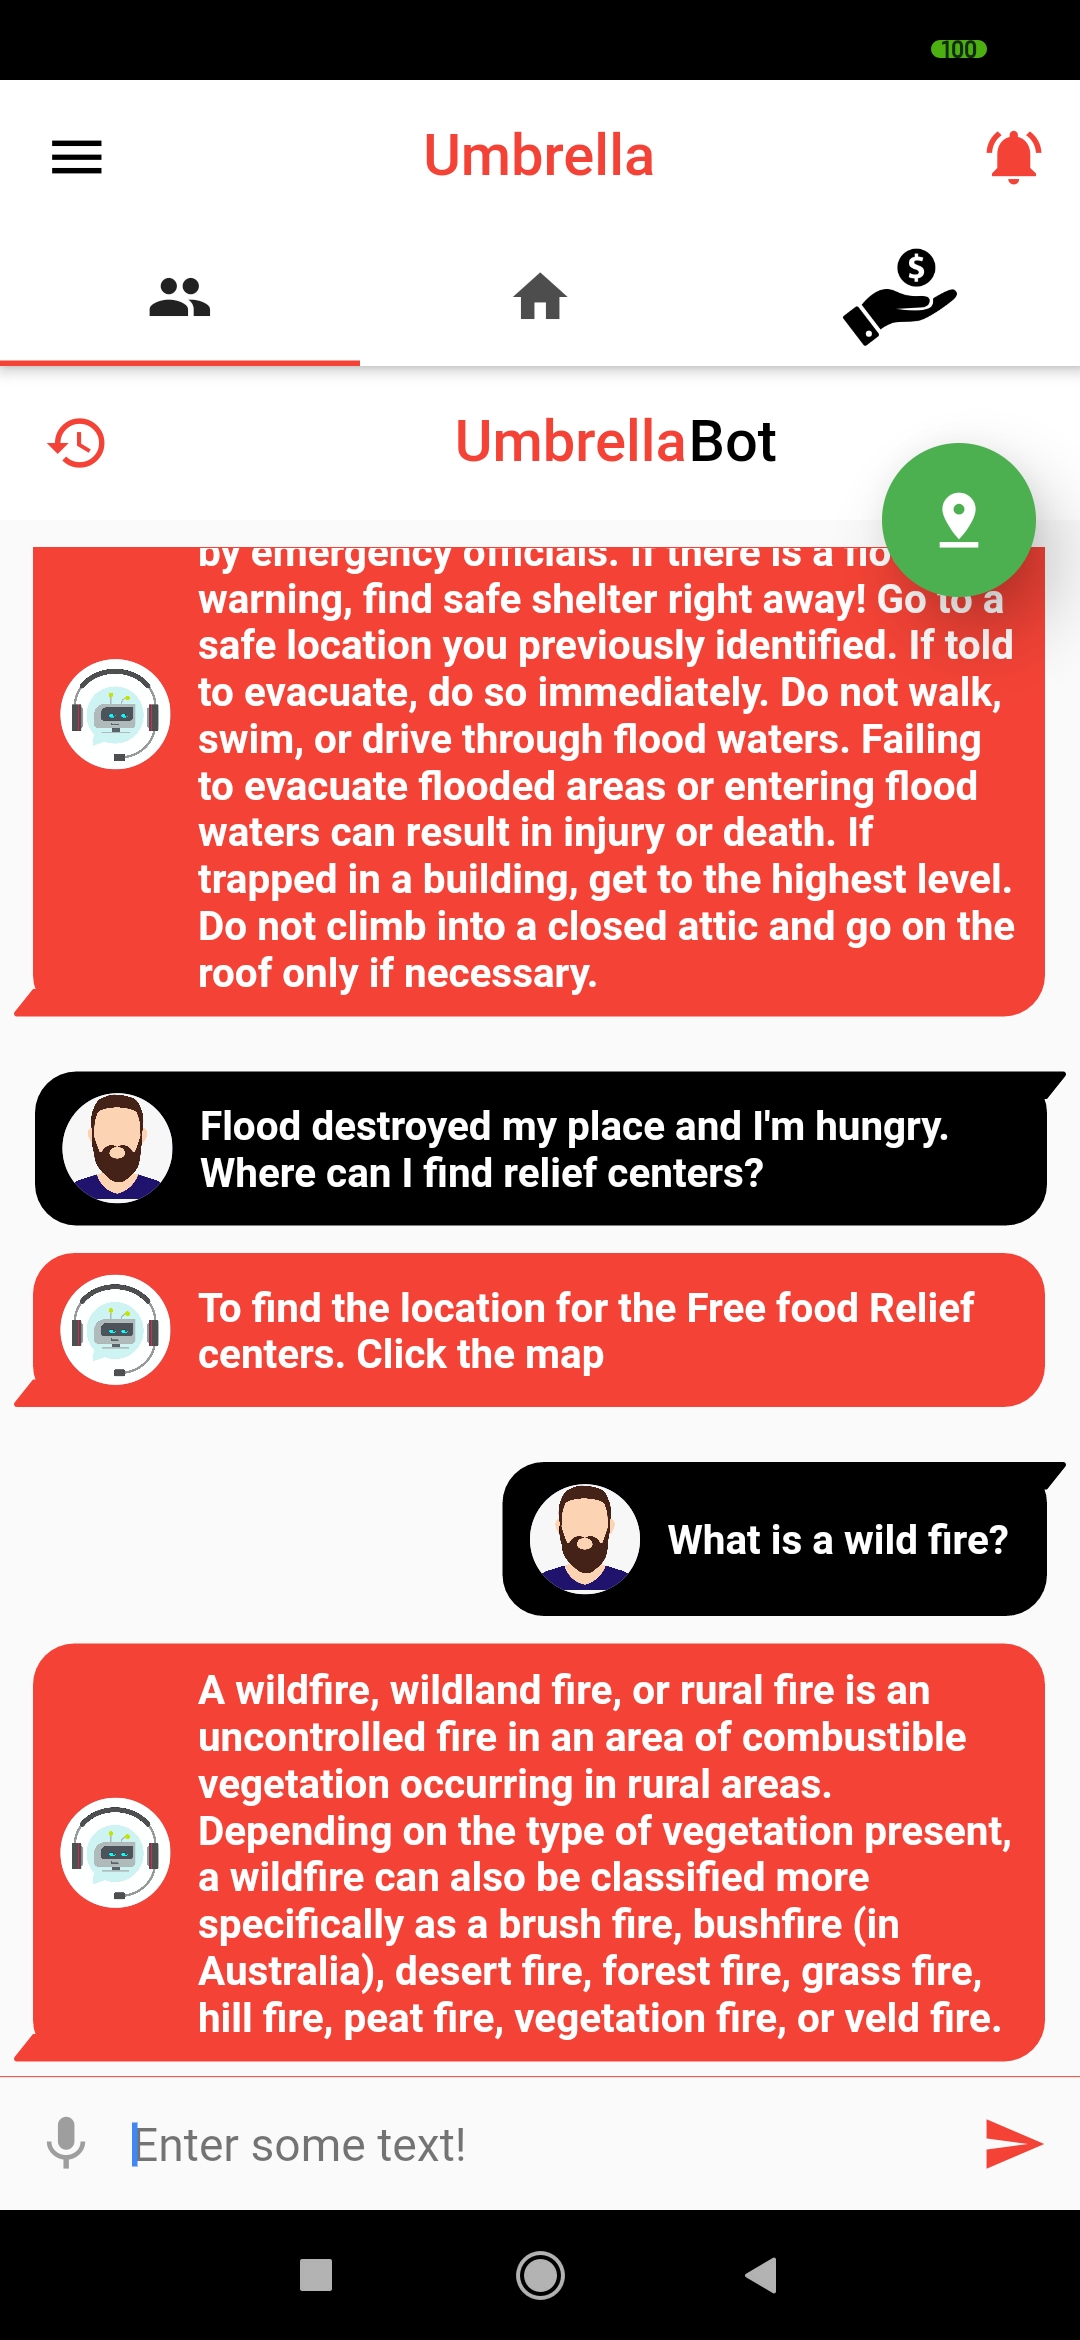 100
Umbrella
UmbrellaBot
by emergency officials. If there is a
warning, find safe shelter right away! Go to a
safe location you previously identified. If told
to evacuate, do so immediately. Do not walk,
swim, or drive through flood waters. Failing
to evacuate flooded areas or entering flood
waters can result in injury or death. If
trapped in a building, get to the highest level.
Do not climb into a closed attic and go on the
roof only if necessary.
Flood destroyed my place and I'm hungry.
Where can I find relief centers?
To find the location for the Free food Relief
centers. Click the map
What is a wild fire?
A wildfire, wildland fire, or rural fire is an
uncontrolled fire in an area of combustible
vegetation occurring in rural areas.
Depending on the type of vegetation present,
a wildfire can also be classified more
specifically as a brush fire, bushfire (in
Australia), desert fire, forest fire, grass fire,
hill fire, peat fire, vegetation fire, or veld fire.
Enter some text!